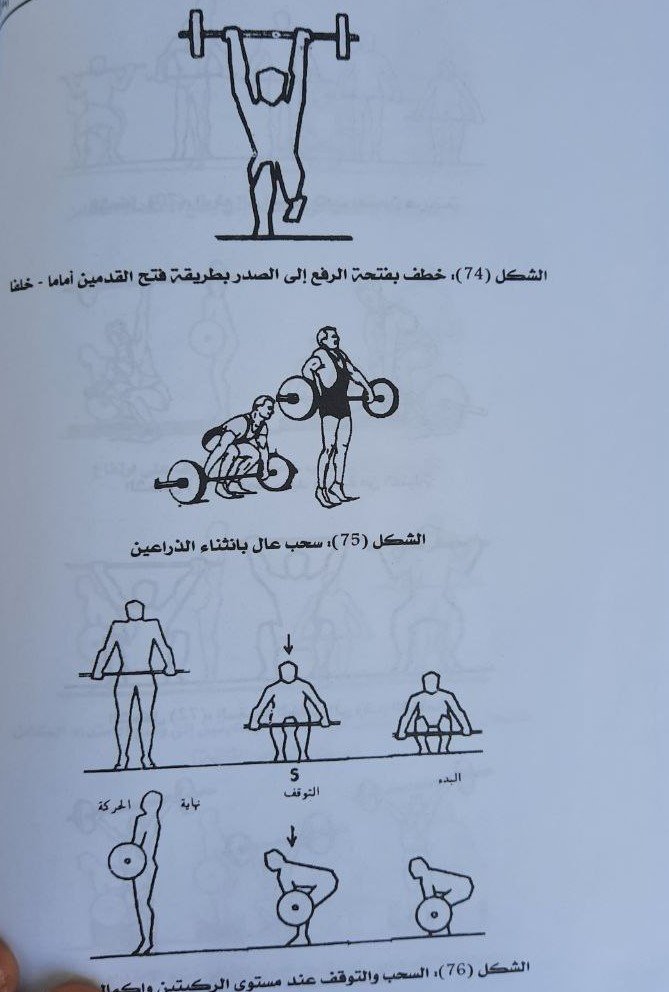 الشكل (74): خطف بفتحة الرفع إلى الصدر بطريقة فتح القدمين أماما - خلفا
الشكل (75): سحب عال بانثناء الذراعين
S
البدء
التوقف
نهاية الحركة
الشكل (76): السحب والتوقف عند مستوى الركبتين وإكمال